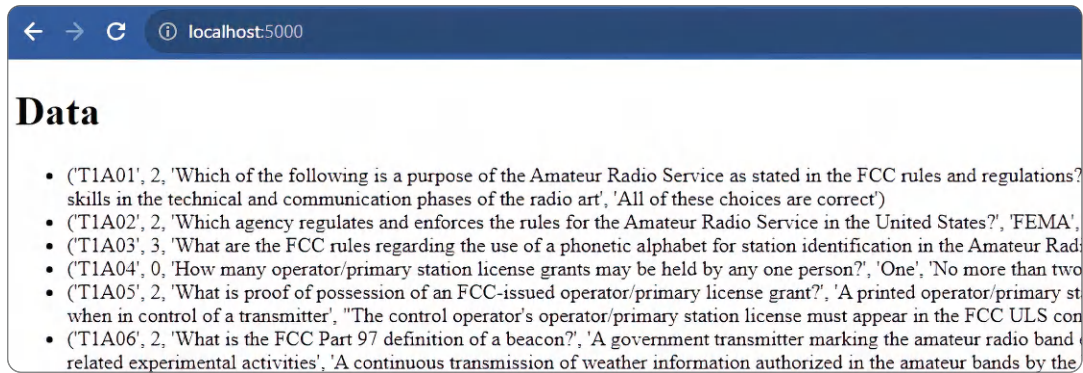 localhost:5000
Data
• ('T1A01', 2, 'Which of the following is a purpose of the Amateur Radio Service as stated in the FCC rules and regulations?
skills in the technical and communication phases of the radio art', 'All of these choices are correct')
• ('T1A02', 2, 'Which agency regulates and enforces the rules for the Amateur Radio Service in the United States?', 'FEMA',
• ('T1A03', 3, 'What are the FCC rules regarding the use of a phonetic alphabet for station identification in the Amateur Radi
• ('T1A04', 0, 'How many operator/primary station license grants may be held by any one person?', 'One', 'No more than two
• ('T1A05', 2, 'What is proof of possession of an FCC-issued operator/primary license grant?', 'A printed operator/primary st
when in control of a transmitter', "The control operator's operator/primary station license must appear in the FCC ULS con
• ('T1A06', 2, 'What is the FCC Part 97 definition of a beacon?', 'A government transmitter marking the amateur radio band
related experimental activities', 'A continuous transmission of weather information authorized in the amateur bands by the